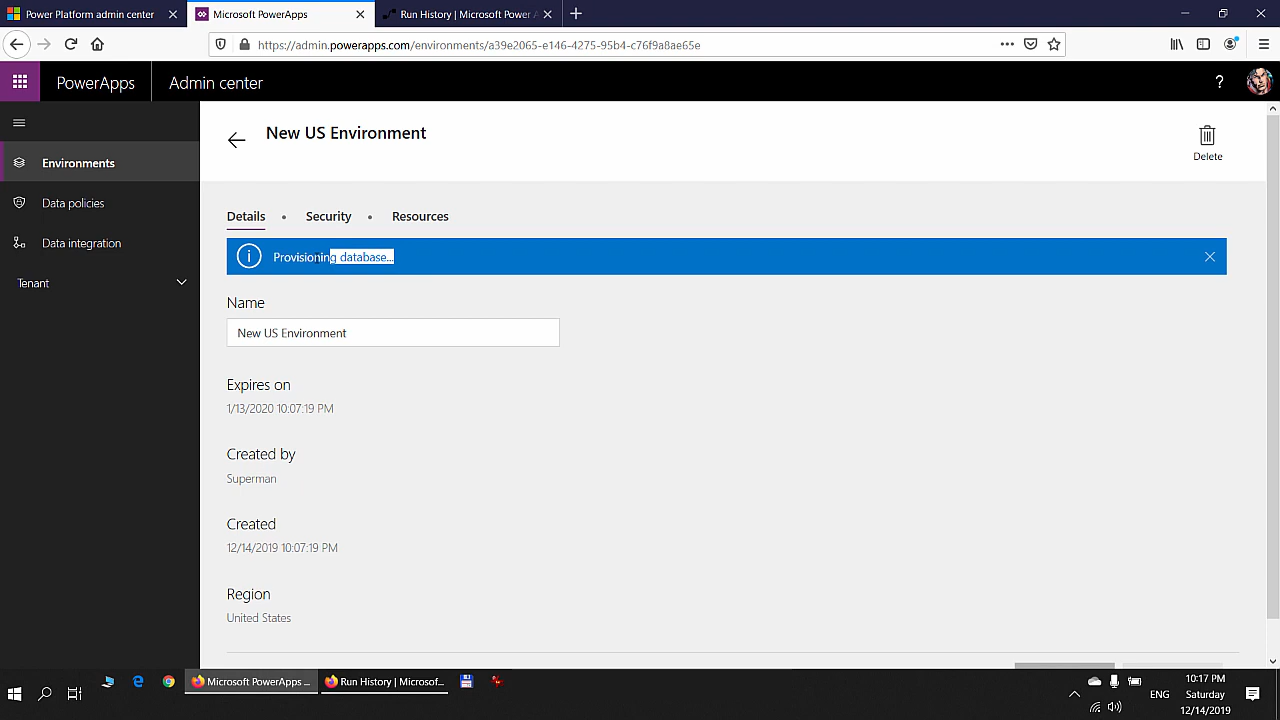 Power Platform admin center
Microsoft PowerApps
Run History | Microsoft Power A
https://admin.powerapps.com/environments/a39e2065-e146-4275-95b4-c76f9a8ae65e
PowerApps
Admin center
?
New US Environment
Delete
Environments
Data policies
Data integration
Tenant
Details • Security • Resources
Provisioning database...
Name
New US Environment
Expires on
1/13/2020 10:07:19 PM
Created by
Superman
Created
12/14/2019 10:07:19 PM
Region
United States
Microsoft PowerApps ...
Run History | Microsof...
ENG
10:17 PM
Saturday
12/14/2019